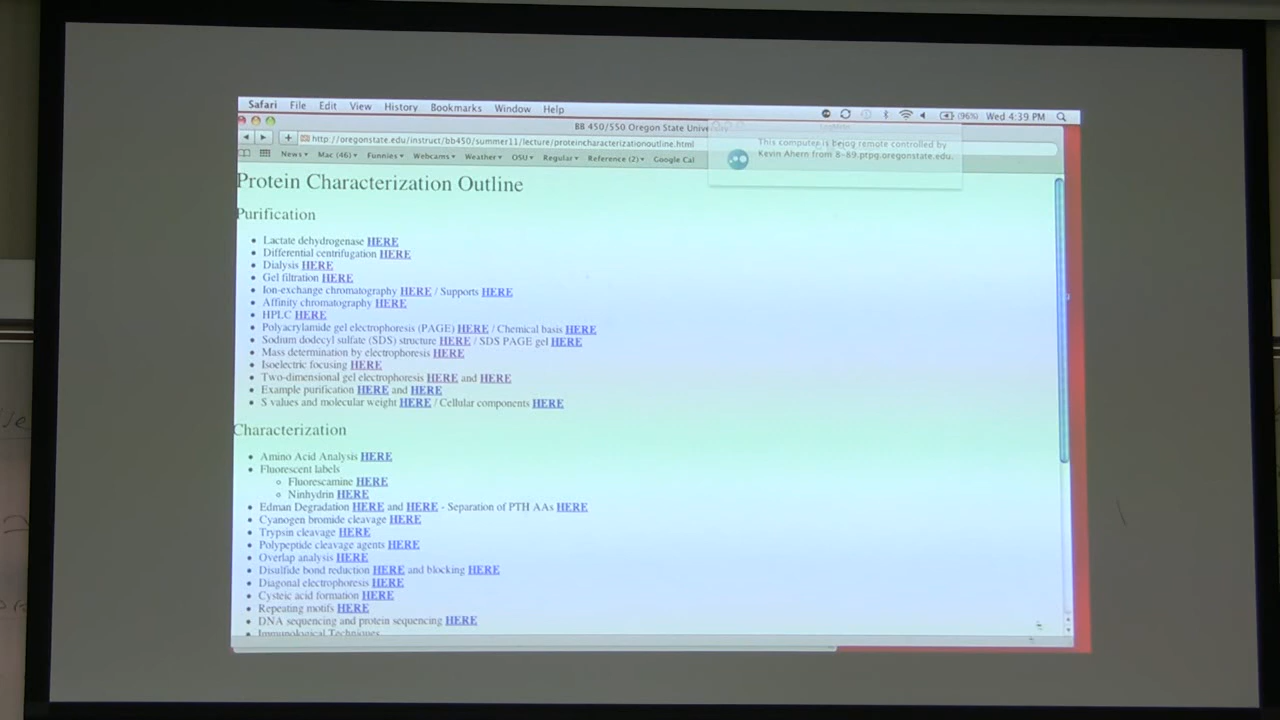 Safari File Edit View History Bookmarks Window Help (96%) Wed 4:39 PM
BB 450/550 Oregon State Unive
http://oregonstate.edu/instruct/bb450/summer11/lecture/proteincharacterizationoutline.html
This computer is being remote controlled by
Kevin Ahern from 8-89.ptpg.oregonstate.edu.
News Mac (46) Funnies Webcams Weather OSU Regular Reference (2) Google Cal
Protein Characterization Outline
Purification
Lactate dehydrogenase HERE
Differential centrifugation HERE
Dialysis HERE
Gel filtration HERE
Ion-exchange chromatography HERE / Supports HERE
Affinity chromatography HERE
HPLC HERE
Polyacrylamide gel electrophoresis (PAGE) HERE / Chemical basis HERE
Sodium dodecyl sulfate (SDS) structure HERE / SDS PAGE gel HERE
Mass determination by electrophoresis HERE
Isoelectric focusing HERE
Two-dimensional gel electrophoresis HERE and HERE
Example purification HERE and HERE
S values and molecular weight HERE / Cellular components HERE
Characterization
Amino Acid Analysis HERE
Fluorescent labels
Fluorescamine HERE
Ninhydrin HERE
Edman Degradation HERE and HERE - Separation of PTH AAs HERE
Cyanogen bromide cleavage HERE
Trypsin cleavage HERE
Polypeptide cleavage agents HERE
Overlap analysis HERE
Disulfide bond reduction HERE and blocking HERE
Diagonal electrophoresis HERE
Cysteic acid formation HERE
Repeating motifs HERE
DNA sequencing and protein sequencing HERE
Immunological Techniques